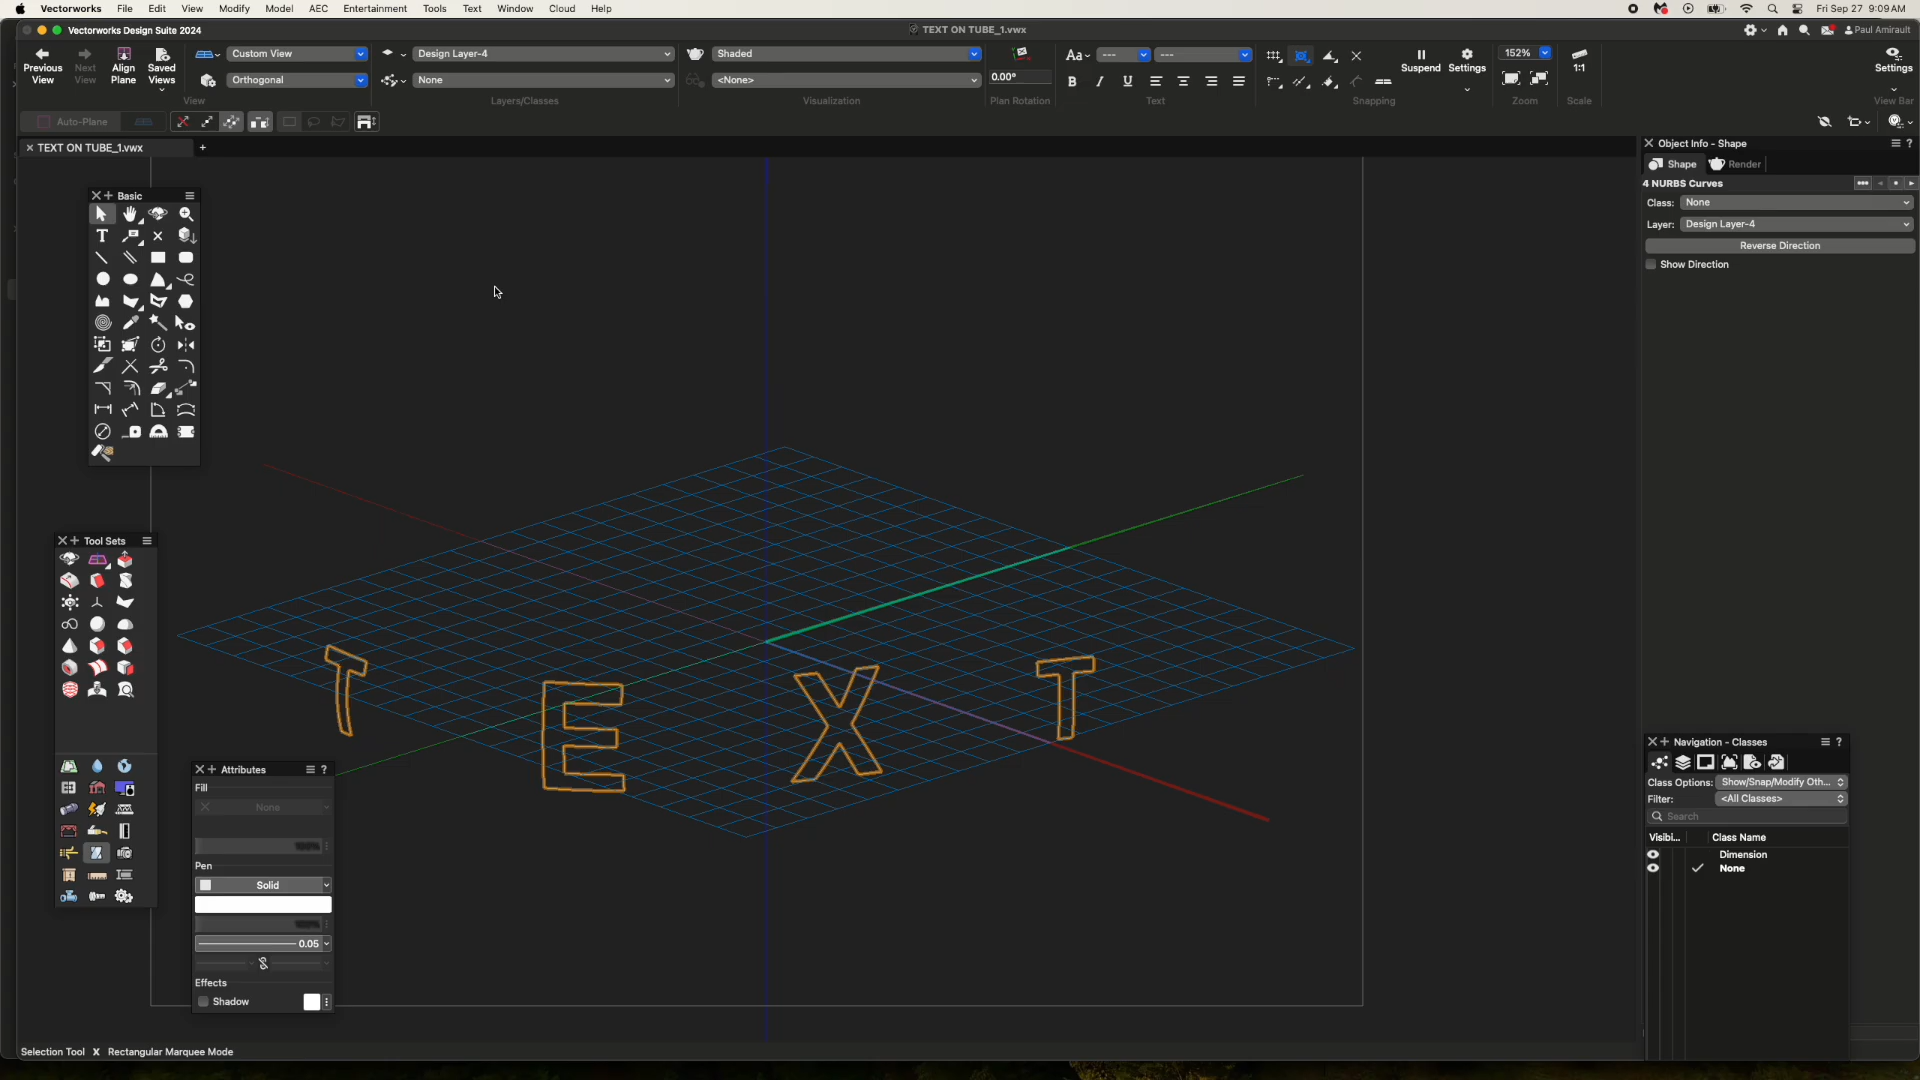 Vectorworks File Edit View Modify Model AEC Entertainment Tools Text Window Cloud Help Fri Sep 27 9:09 AM
Vectorworks Design Suite 2024 TEXT ON TUBE_1.vwx Paul Amirault
Previous View Next View Align Plane Saved Views
Custom View Design Layer-4 Shaded
Orthogonal None <None>
0.00°
Aa --- ---
B I U
Suspend Settings 152% 1:1 Settings
View Layers/Classes Visualization Plan Rotation Text Snapping Zoom Scale View Bar
Auto-Plane
TEXT ON TUBE_1.vwx
Object Info - Shape
Shape Render
4 NURBS Curves
Class: None
Layer: Design Layer-4
Reverse Direction
Show Direction
Basic
T
Tool Sets
T E X T
Attributes
Fill
None
100%
Pen
Solid
100%
0.05
Effects
Shadow
Navigation - Classes
Class Options: Show/Snap/Modify Oth...
Filter: <All Classes>
Search
Visibi... Class Name
Dimension
None
Selection Tool X Rectangular Marquee Mode